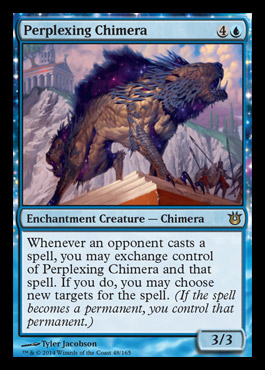 Perplexing Chimera 4
Enchantment Creature — Chimera
Whenever an opponent casts a
spell, you may exchange control
of Perplexing Chimera and that
spell. If you do, you may choose
new targets for the spell. (If the spell
becomes a permanent, you control that
permanent.)
3/3
Tyler Jacobson
™ & © 2014 Wizards of the Coast 48/165